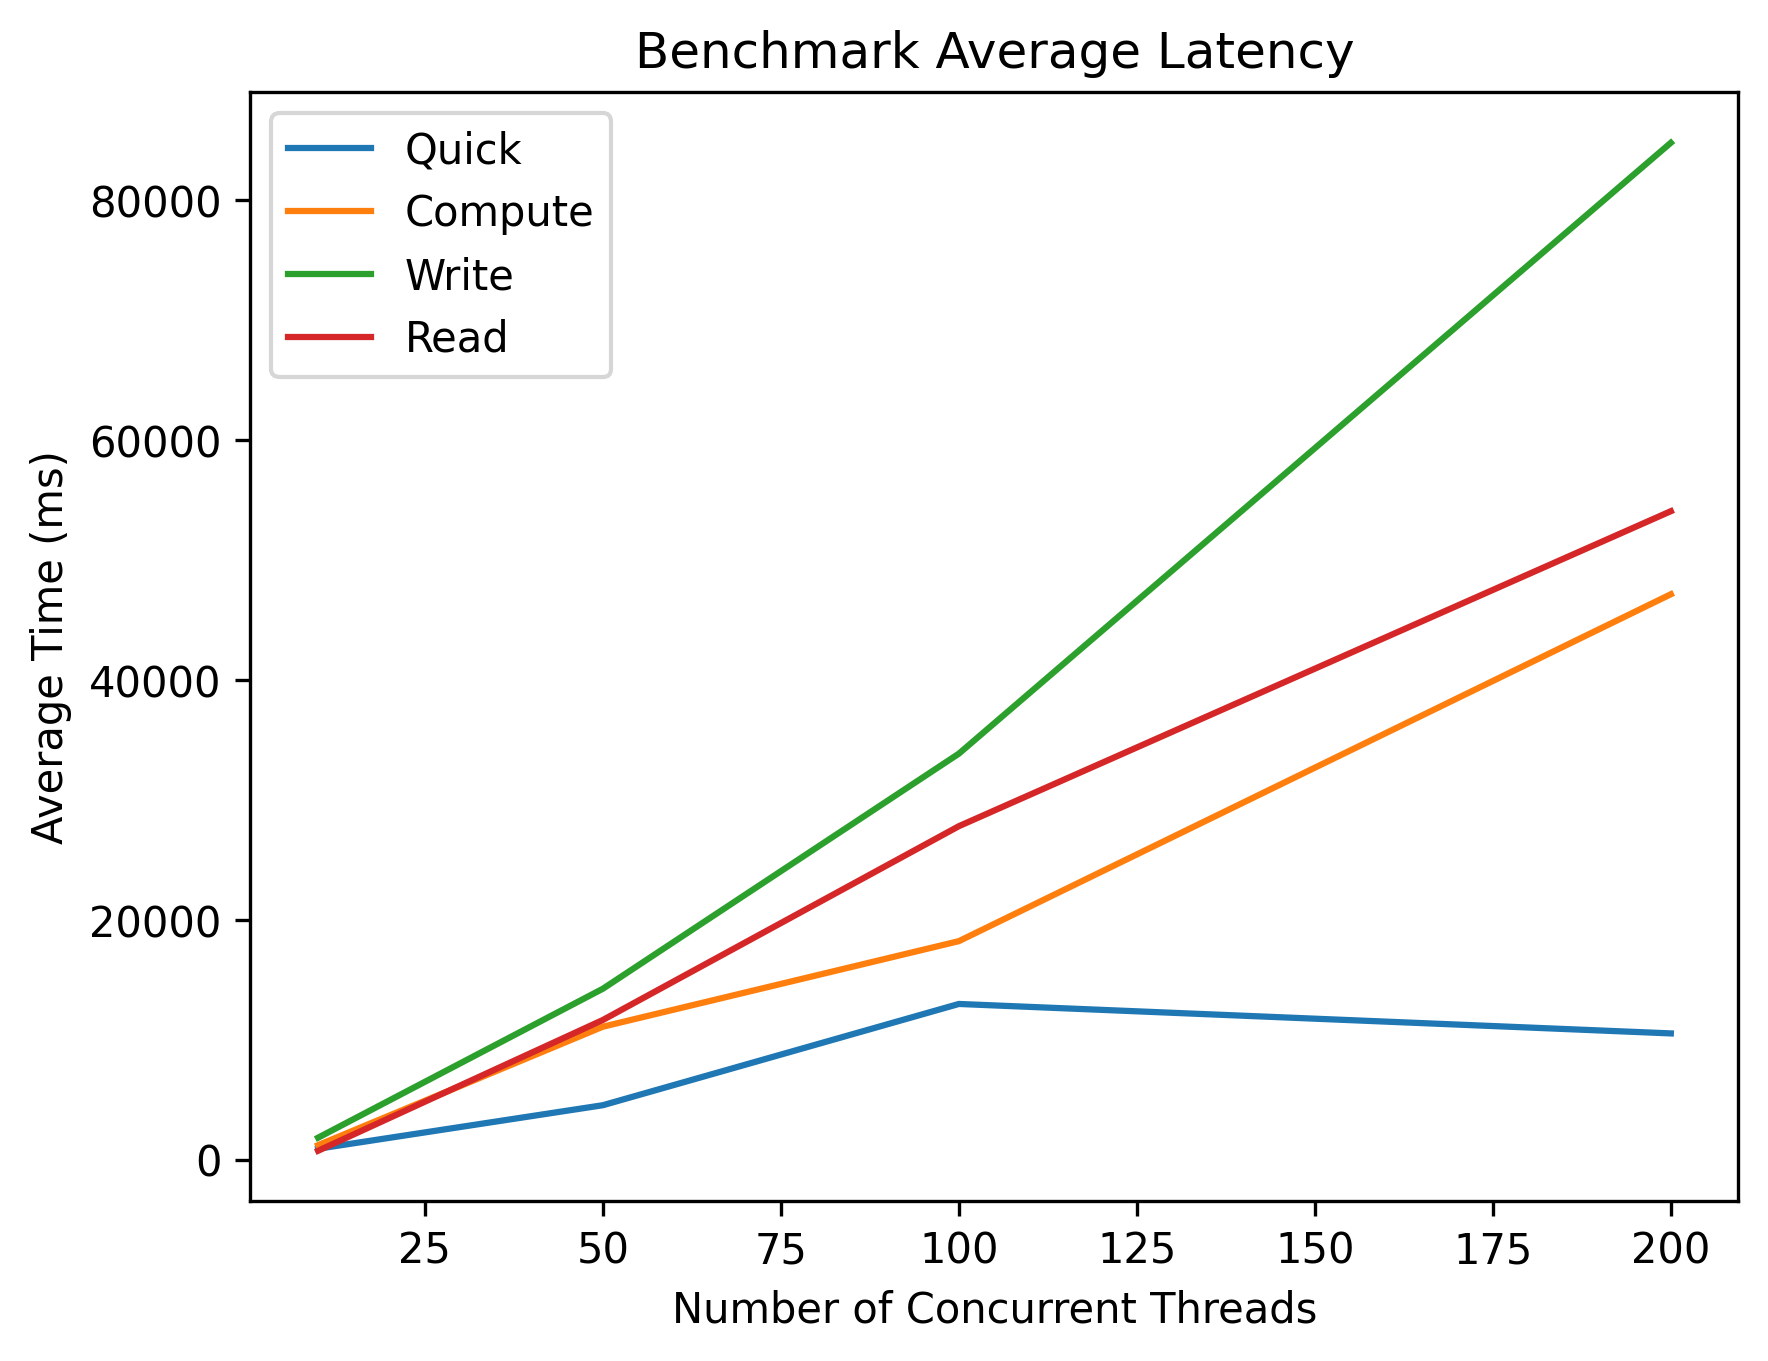 Benchmark Average Latency
Quick
Compute
Write
Read
80000
60000
40000
20000
0
Average Time (ms)
25 50 75 100 125 150 175 200
Number of Concurrent Threads